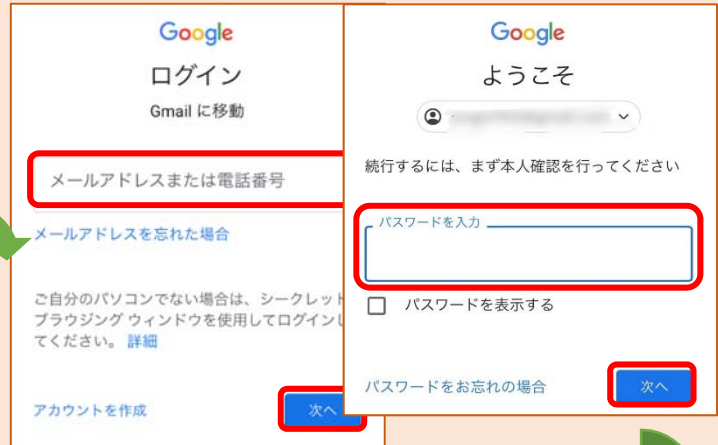 Google
ログイン
Gmail に移動
メールアドレスまたは電話番号
メールアドレスを忘れた場合
ご自分のパソコンでない場合は、シークレット
ブラウジング ウィンドウを使用してログインし
てください。 詳細
アカウントを作成
次へ
Google
ようこそ
続行するには、まず本人確認を行ってください
パスワードを入力
パスワードを表示する
パスワードをお忘れの場合
次へ